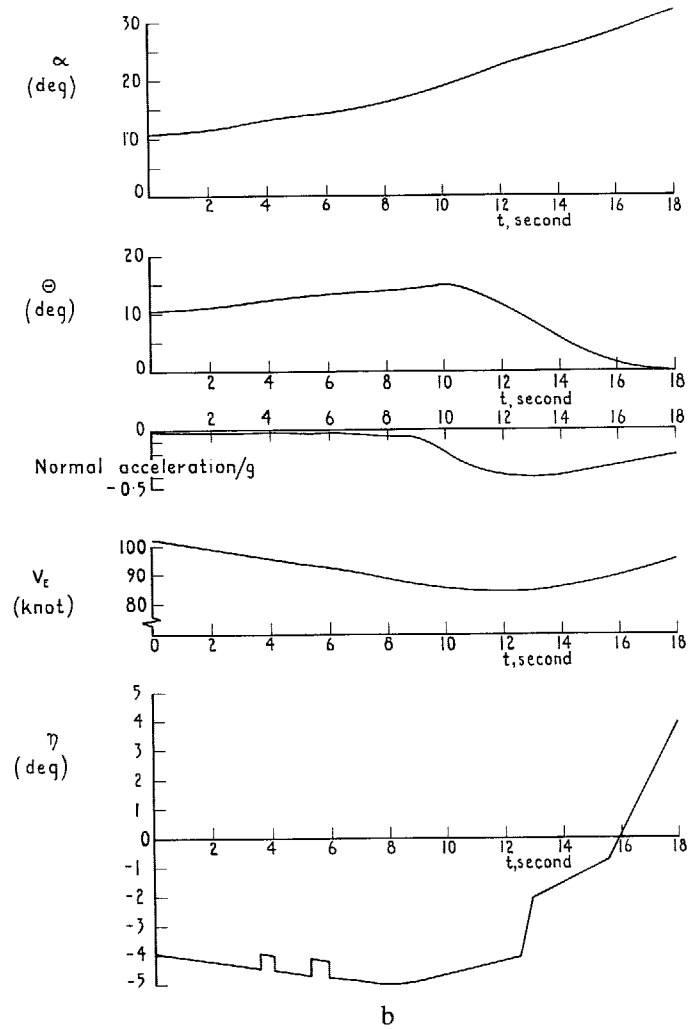 α
(deg)
30
20
10
0
2 4 6 8 10 12 14 16 18
t, second
Θ
(deg)
20
10
0
2 4 6 8 10 12 14 16 18
t, second
2 4 6 8 10 12 14 16 18
0
Normal acceleration/g
-0·5
V_E
(knot)
100
90
80
0 2 4 6 8 10 12 14 16 18
t, second
η
(deg)
5
4
3
2
1
0
2 4 6 8 10 12 14 16 18
t, second
-1
-2
-3
-4
-5
b